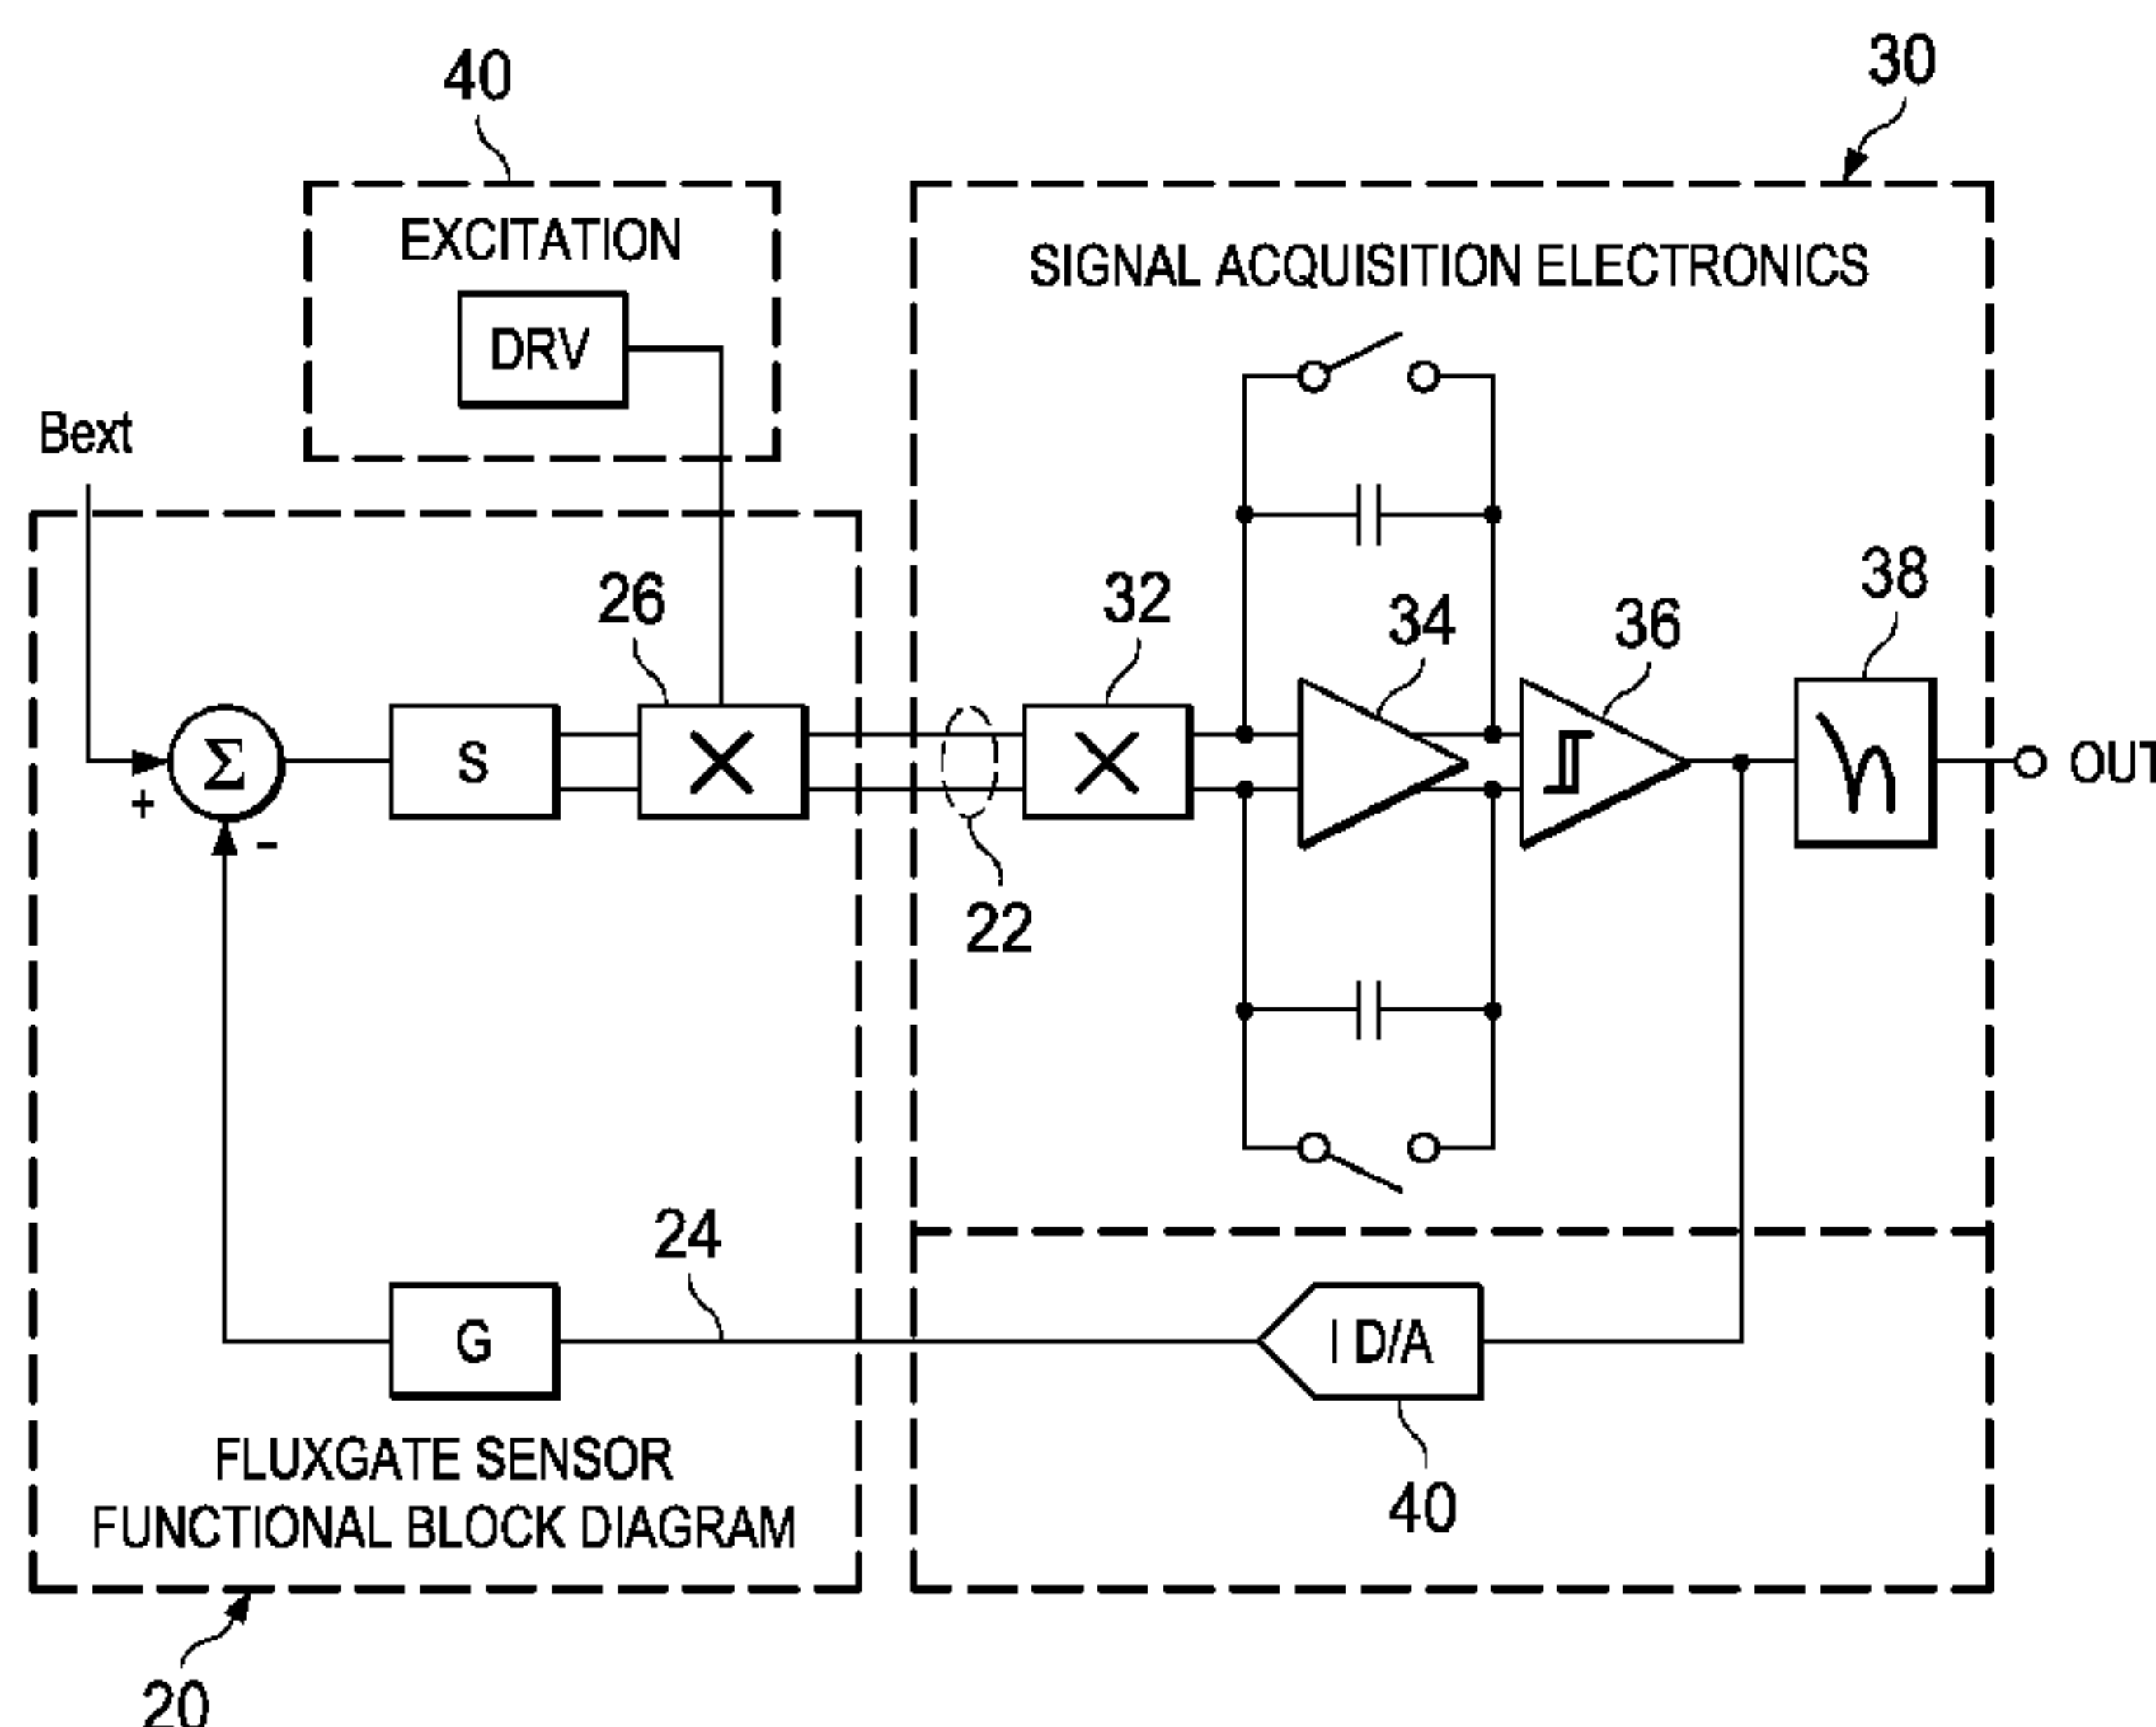 30
40
EXCITATION
SIGNAL ACQUISITION ELECTRONICS
DRV
Bext
26
32
34
36
38
+
Σ
-
S
OUT
22
24
G
I D/A
40
FLUXGATE SENSOR
FUNCTIONAL BLOCK DIAGRAM
20